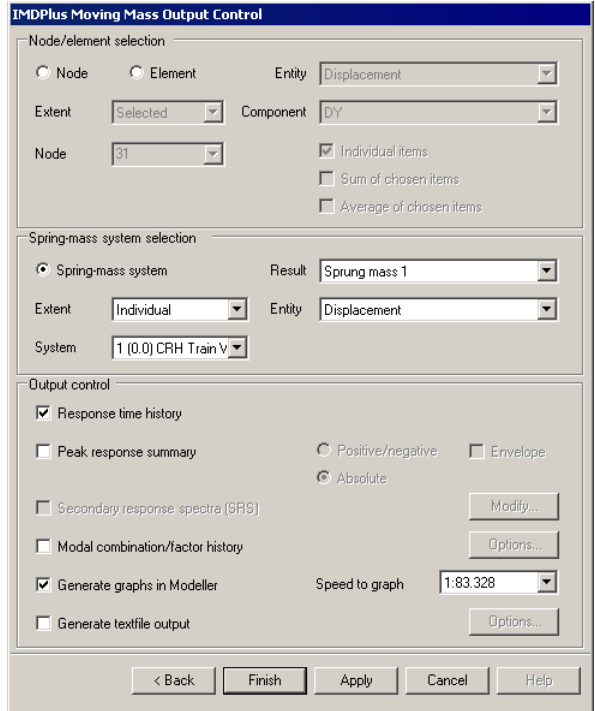 IMDPlus Moving Mass Output Control
Node/element selection
Node Element Entity Displacement
Extent Selected Component DY
Node 31 Individual items
Sum of chosen items
Average of chosen items
Spring-mass system selection
Spring-mass system Result Sprung mass 1
Extent Individual Entity Displacement
System 1 (0.0) CRH Train V
Output control
Response time history
Peak response summary Positive/negative Envelope
Absolute
Secondary response spectra (SRS) Modify...
Modal combination/factor history Options...
Generate graphs in Modeller Speed to graph 1:83.328
Generate textfile output Options...
< Back Finish Apply Cancel Help